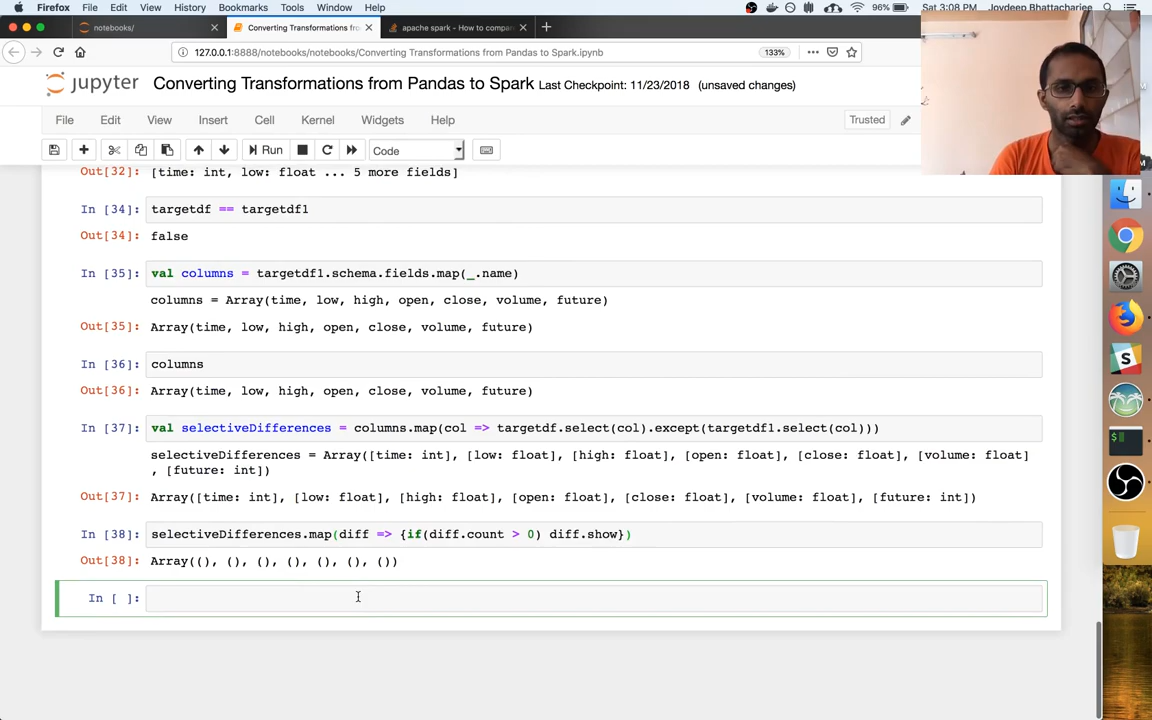 Firefox File Edit View History Bookmarks Tools Window Help 96% Sat 3:08 PM Joydeep Bhattacharjee
notebooks/ Converting Transformations fro apache spark - How to compar
127.0.0.1:8888/notebooks/notebooks/Converting Transformations from Pandas to Spark.ipynb 133%
jupyter Converting Transformations from Pandas to Spark Last Checkpoint: 11/23/2018 (unsaved changes)
File Edit View Insert Cell Kernel Widgets Help Trusted
Run Code
Out[32]: [time: int, low: float ... 5 more fields]
In [34]: targetdf == targetdf1
Out[34]: false
In [35]: val columns = targetdf1.schema.fields.map(_.name)
columns = Array(time, low, high, open, close, volume, future)
Out[35]: Array(time, low, high, open, close, volume, future)
In [36]: columns
Out[36]: Array(time, low, high, open, close, volume, future)
In [37]: val selectiveDifferences = columns.map(col => targetdf.select(col).except(targetdf1.select(col)))
selectiveDifferences = Array([time: int], [low: float], [high: float], [open: float], [close: float], [volume: float]
, [future: int])
Out[37]: Array([time: int], [low: float], [high: float], [open: float], [close: float], [volume: float], [future: int])
In [38]: selectiveDifferences.map(diff => {if(diff.count > 0) diff.show})
Out[38]: Array((), (), (), (), (), (), ())
In [ ]: